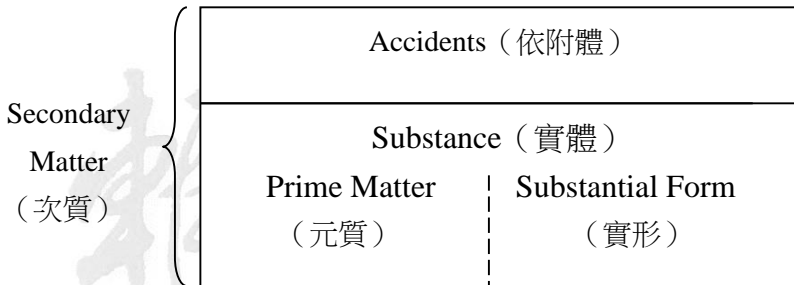 Accidents（依附體）
Secondary
Matter
（次質）
Substance（實體）
Prime Matter
（元質）
Substantial Form
（實形）